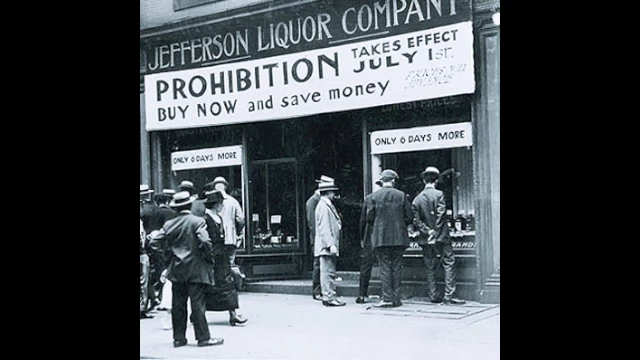 JEFFERSON LIQUOR COMPANY
PROHIBITION TAKES EFFECT JULY 1ST.
BUY NOW and save money
ONLY 6 DAYS MORE
ONLY 6 DAYS MORE